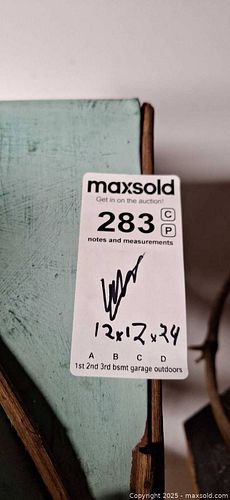 maxsold
Get in on the auction!
283 C
P
notes and measurements
12x12x24
A B C D
1st 2nd 3rd bsmt garage outdoors
Copyright © 2025 - maxsold.com